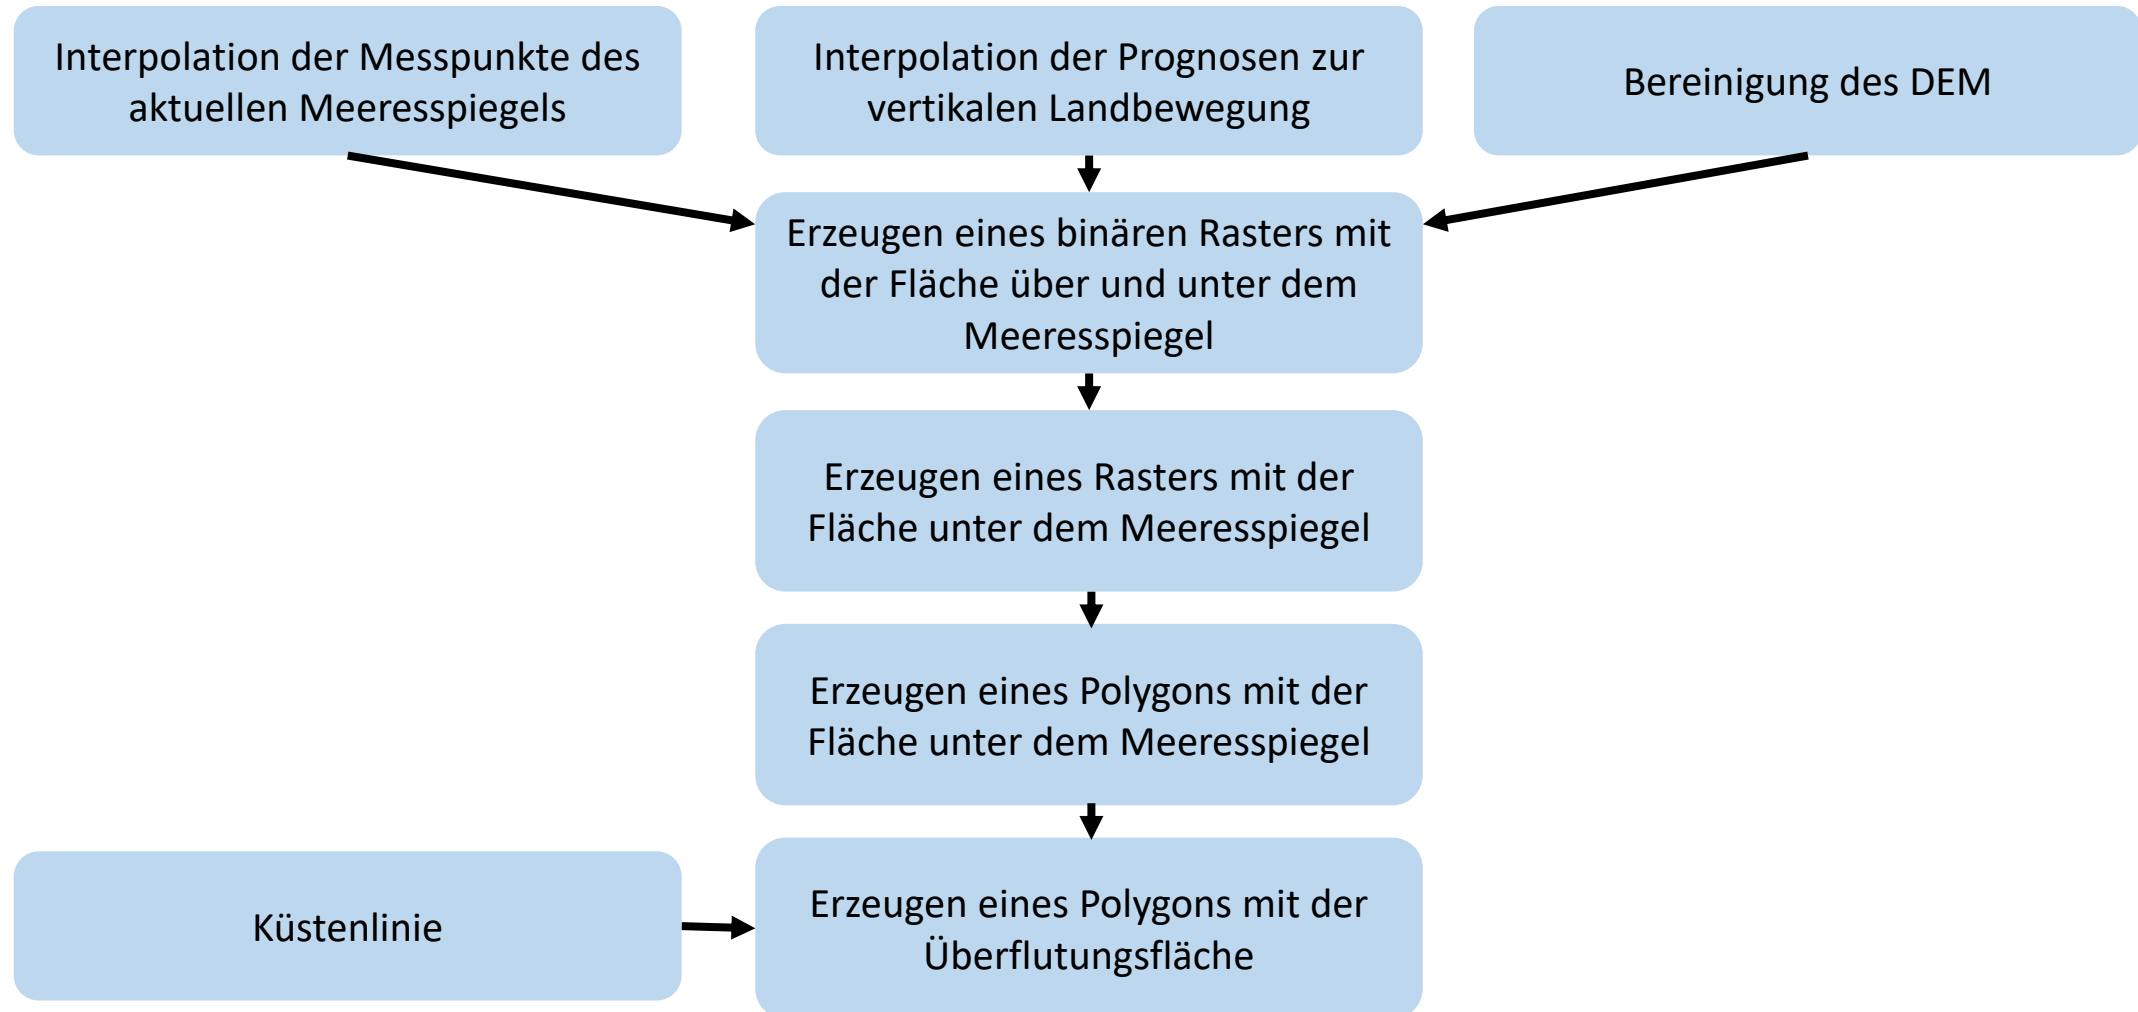 Interpolation der Messpunkte des
aktuellen Meeresspiegels
Interpolation der Prognosen zur
vertikalen Landbewegung
Bereinigung des DEM
Erzeugen eines binären Rasters mit
der Fläche über und unter dem
Meeresspiegel
Erzeugen eines Rasters mit der
Fläche unter dem Meeresspiegel
Erzeugen eines Polygons mit der
Fläche unter dem Meeresspiegel
Küstenlinie
Erzeugen eines Polygons mit der
Überflutungsfläche